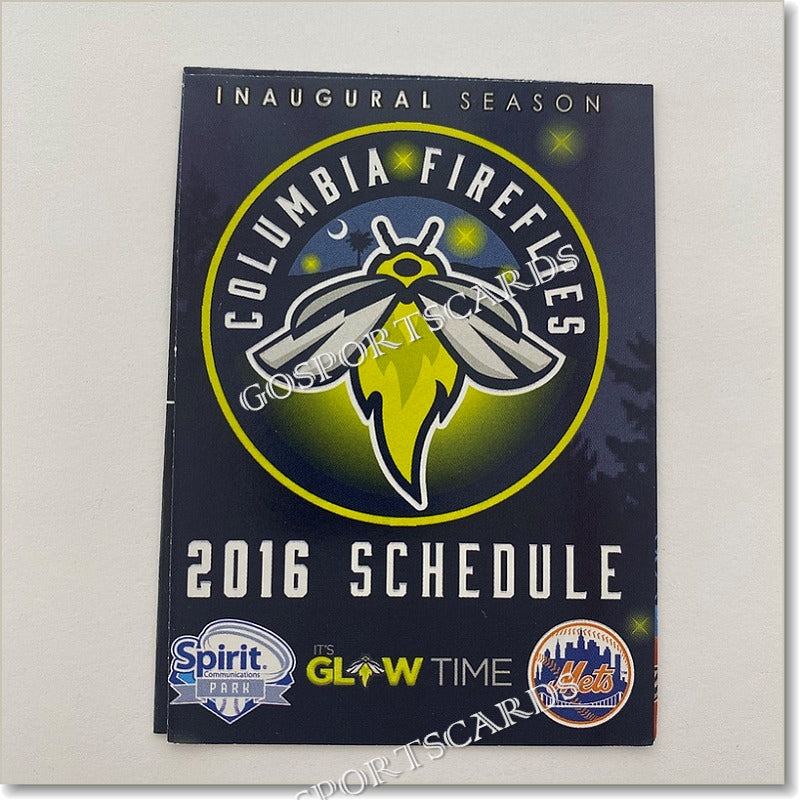 INAUGURAL SEASON
COLUMBIA FIREFLIES
GOSPORTSCARDS
2016 SCHEDULE
Spirit
Communications
PARK
IT'S
GLOW TIME
Mets
GOSPORTSCARDS